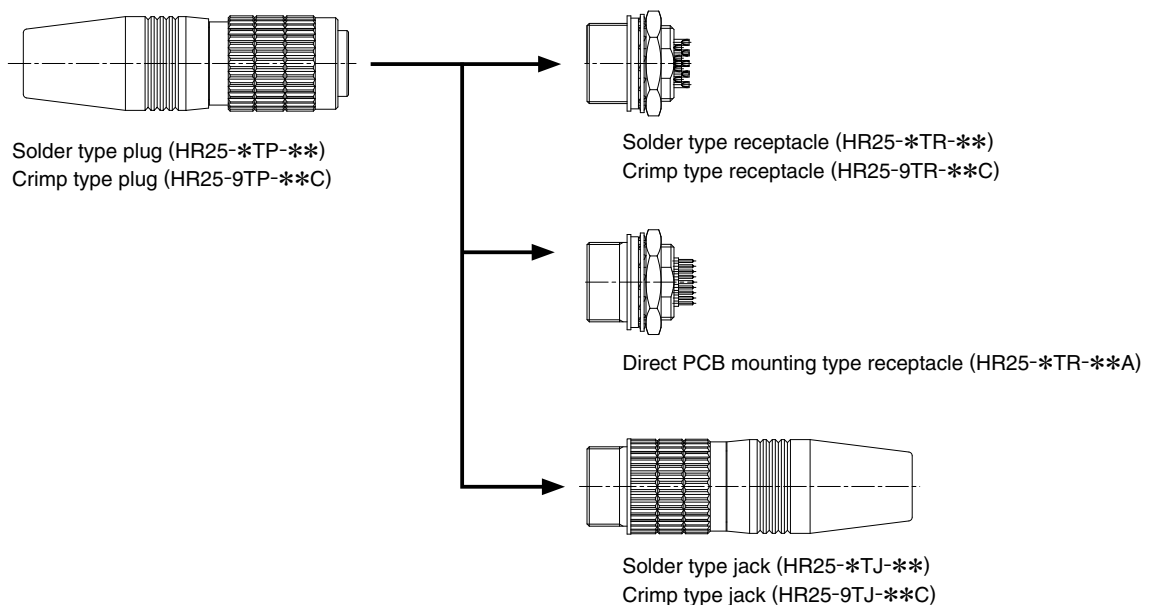 Solder type plug (HR25-*TP-**)
Crimp type plug (HR25-9TP-**C)
Solder type receptacle (HR25-*TR-**)
Crimp type receptacle (HR25-9TR-**C)
Direct PCB mounting type receptacle (HR25-*TR-**A)
Solder type jack (HR25-*TJ-**)
Crimp type jack (HR25-9TJ-**C)